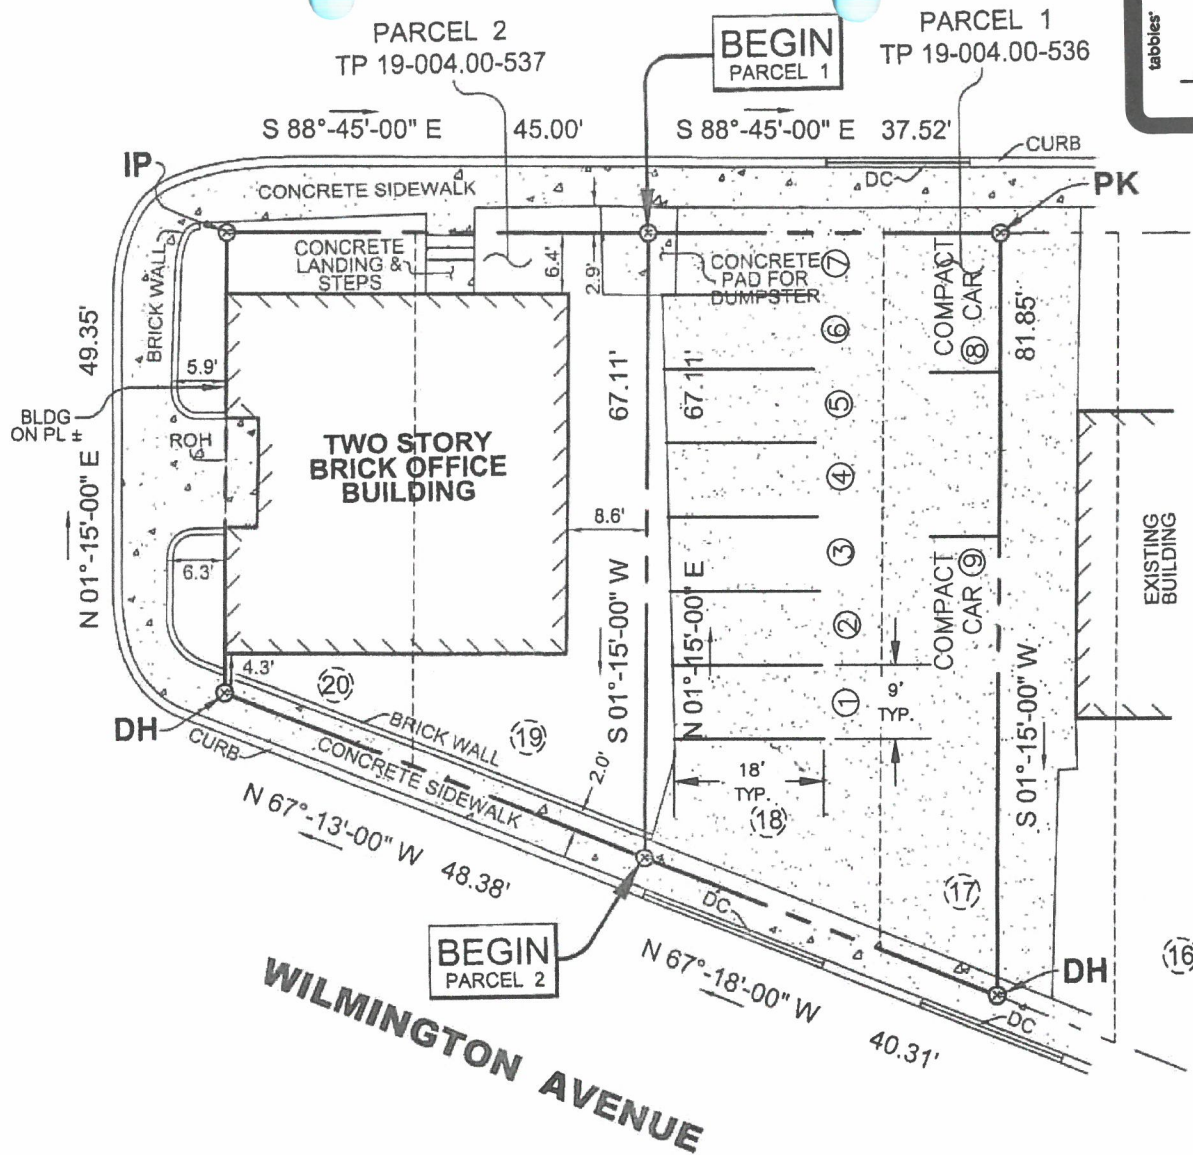 PARCEL 2
TP 19-004.00-537
BEGIN
PARCEL 1
PARCEL 1
TP 19-004.00-536
tabbies'
S 88°-45'-00" E
45.00'
S 88°-45'-00" E
37.52'
CURB
IP
CONCRETE SIDEWALK
DC
PK
BRICK WALL
CONCRETE
LANDING &
STEPS
6.4'
2.9'
CONCRETE
PAD FOR
DUMPSTER
7
COMPACT
CAR
8
81.85'
49.35'
N 01°-15'-00" E
5.9'
BLDG
ON PL ±
ROH
TWO STORY
BRICK OFFICE
BUILDING
67.11'
67.11'
6
5
4
8.6'
3
COMPACT
CAR
9
EXISTING
BUILDING
6.3'
S 01°-15'-00" W
N 01°-15'-00" E
2
1
9'
TYP.
S 01°-15'-00" W
4.3'
20
DH
CURB
BRICK WALL
19
CONCRETE SIDEWALK
2.0'
18'
TYP.
18
N 67°-13'-00" W
48.38'
17
DC
16
BEGIN
PARCEL 2
N 67°-18'-00" W
40.31'
DH
DC
WILMINGTON AVENUE